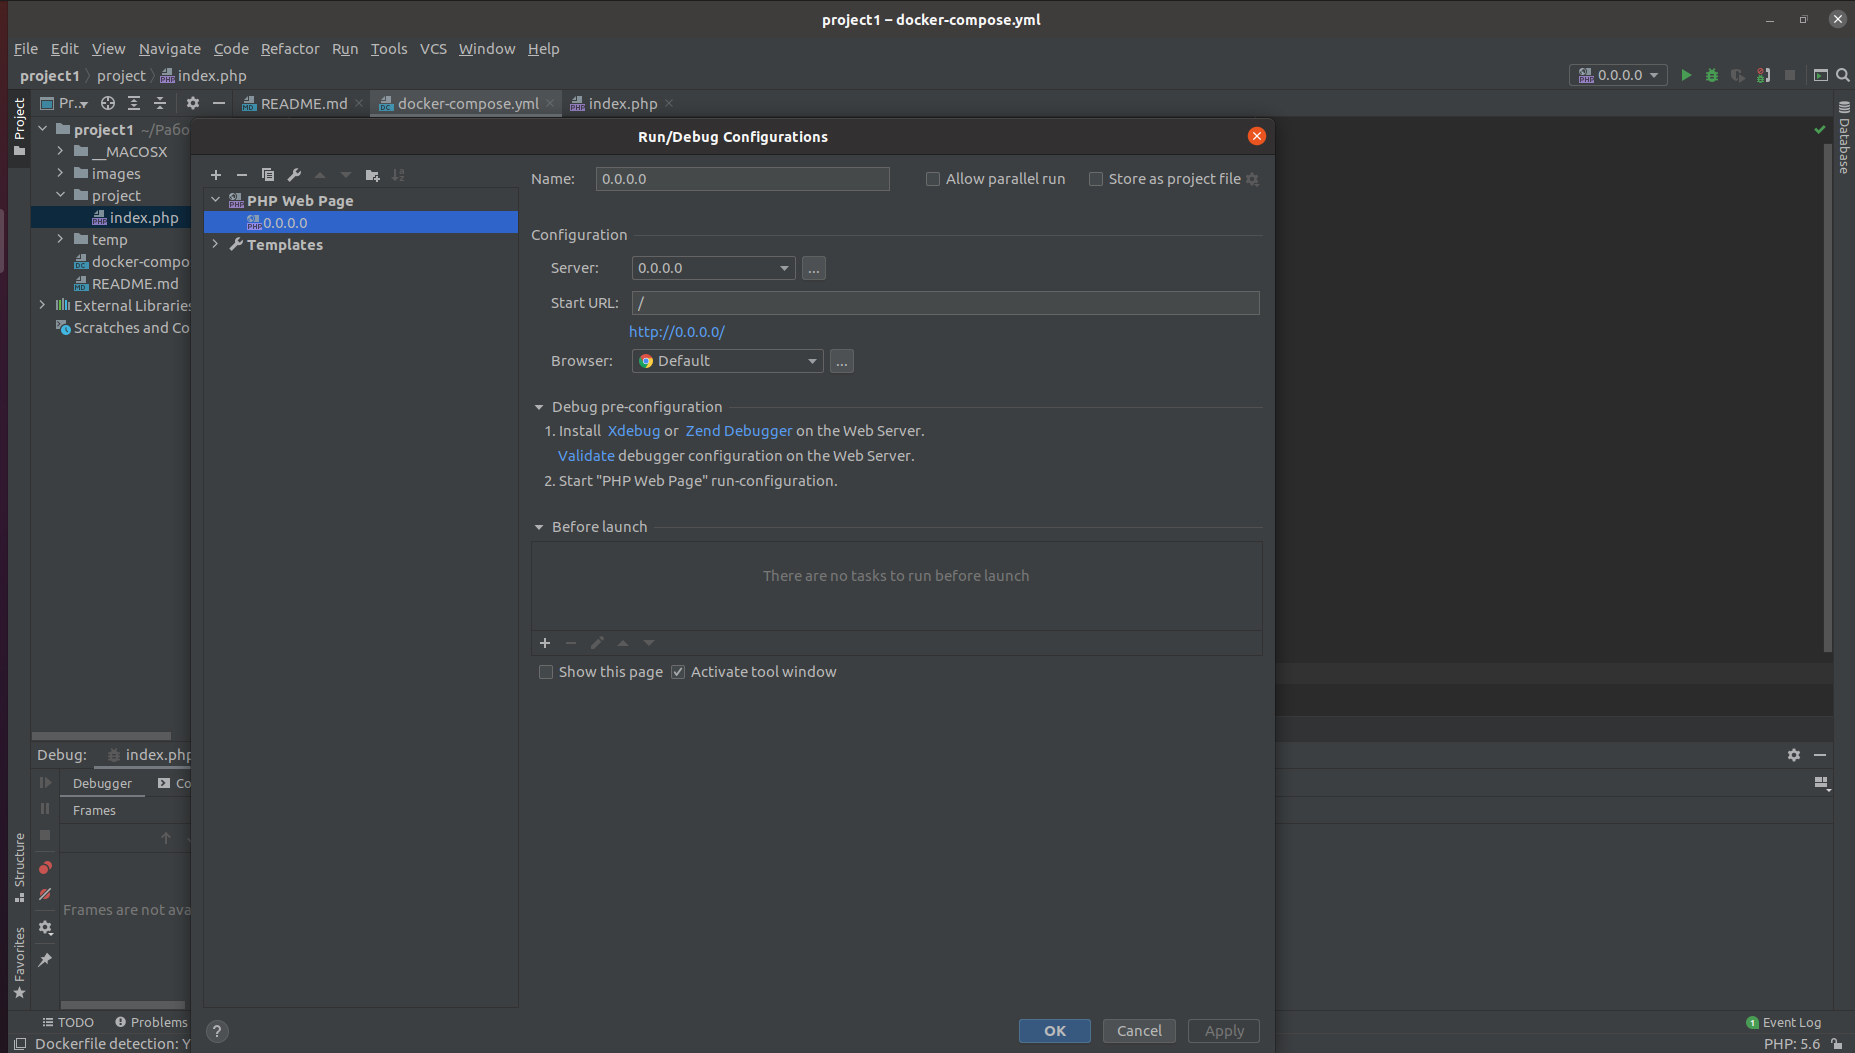 project1 – docker-compose.yml
File Edit View Navigate Code Refactor Run Tools VCS Window Help
project1 project index.php
0.0.0.0
Project
Pr...
README.md
docker-compose.yml
index.php
Database
project1 ~/Рабо
__MACOSX
images
project
index.php
temp
docker-compo
README.md
External Libraries
Scratches and Co
Run/Debug Configurations
PHP Web Page
0.0.0.0
Templates
Name: 0.0.0.0
Allow parallel run
Store as project file
Configuration
Server: 0.0.0.0 ...
Start URL: /
http://0.0.0.0/
Browser: Default ...
Debug pre-configuration
1. Install Xdebug or Zend Debugger on the Web Server.
Validate debugger configuration on the Web Server.
2. Start "PHP Web Page" run-configuration.
Before launch
There are no tasks to run before launch
Show this page Activate tool window
? OK Cancel Apply
Debug: index.php
Debugger Co
Frames
Frames are not ava
Structure
Favorites
TODO Problems
1 Event Log
Dockerfile detection: Y
PHP: 5.6